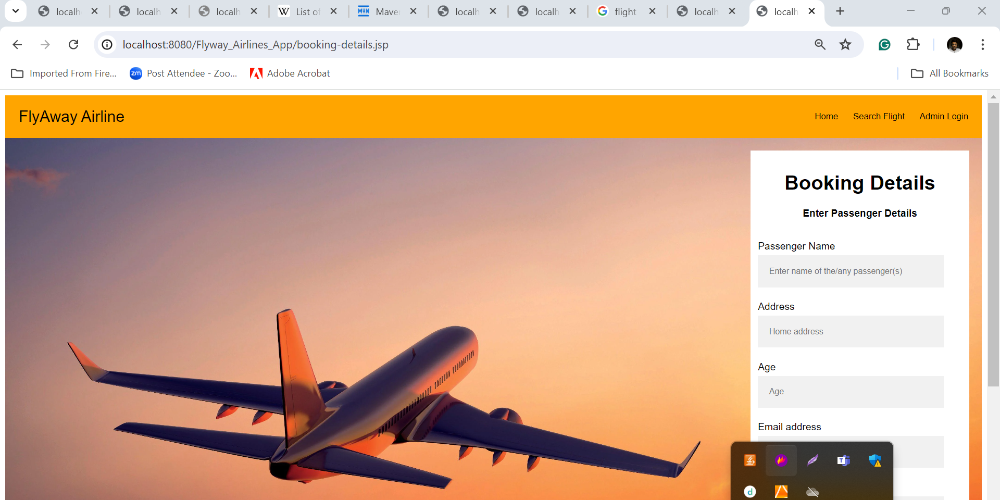 localh
localh
localh
List of
Maven
localh
localh
flight
localh
localh
localhost:8080/Flyway_Airlines_App/booking-details.jsp
Imported From Fire...
Post Attendee - Zoo...
Adobe Acrobat
All Bookmarks
FlyAway Airline
Home
Search Flight
Admin Login
Booking Details
Enter Passenger Details
Passenger Name
Enter name of the/any passenger(s)
Address
Home address
Age
Age
Email address